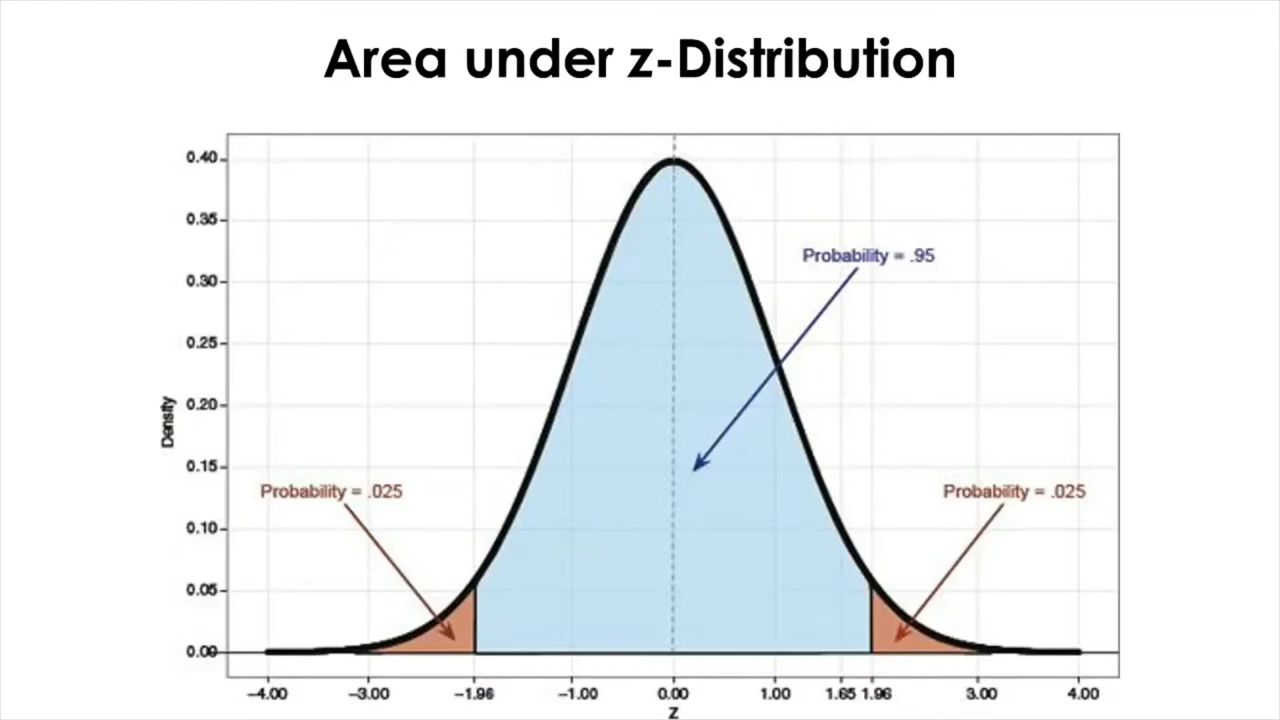 Area under z-Distribution
0.40
0.35
0.30
0.25
0.20
0.15
0.10
0.05
0.00
Density
Probability = .95
Probability = .025
Probability = .025
−4.00 −3.00 −1.96 −1.00 0.00 1.00 1.65 1.96 3.00 4.00
z